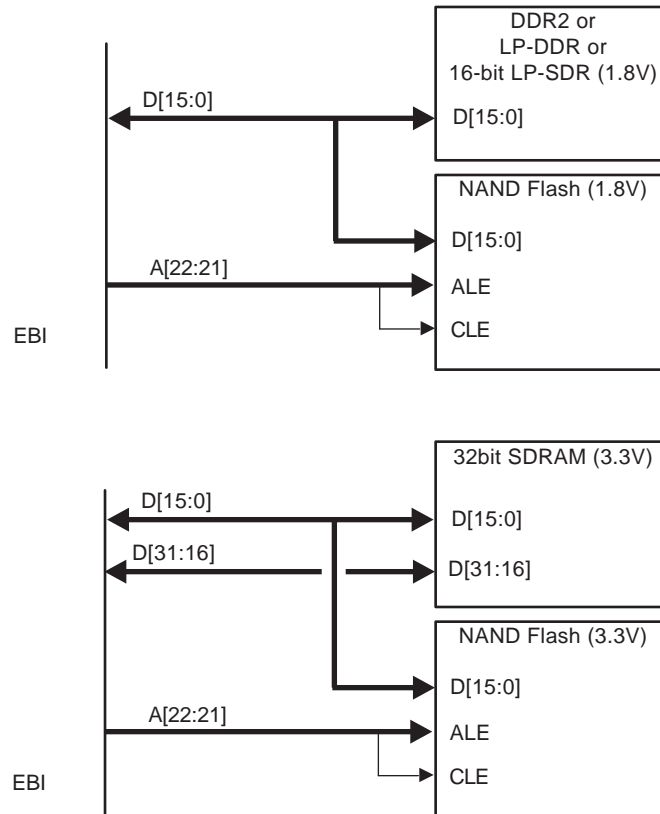 DDR2 or
LP-DDR or
16-bit LP-SDR (1.8V)
D[15:0]
D[15:0]
NAND Flash (1.8V)
D[15:0]
A[22:21]
ALE
CLE
EBI
32bit SDRAM (3.3V)
D[15:0]
D[15:0]
D[31:16]
D[31:16]
NAND Flash (3.3V)
D[15:0]
A[22:21]
ALE
CLE
EBI